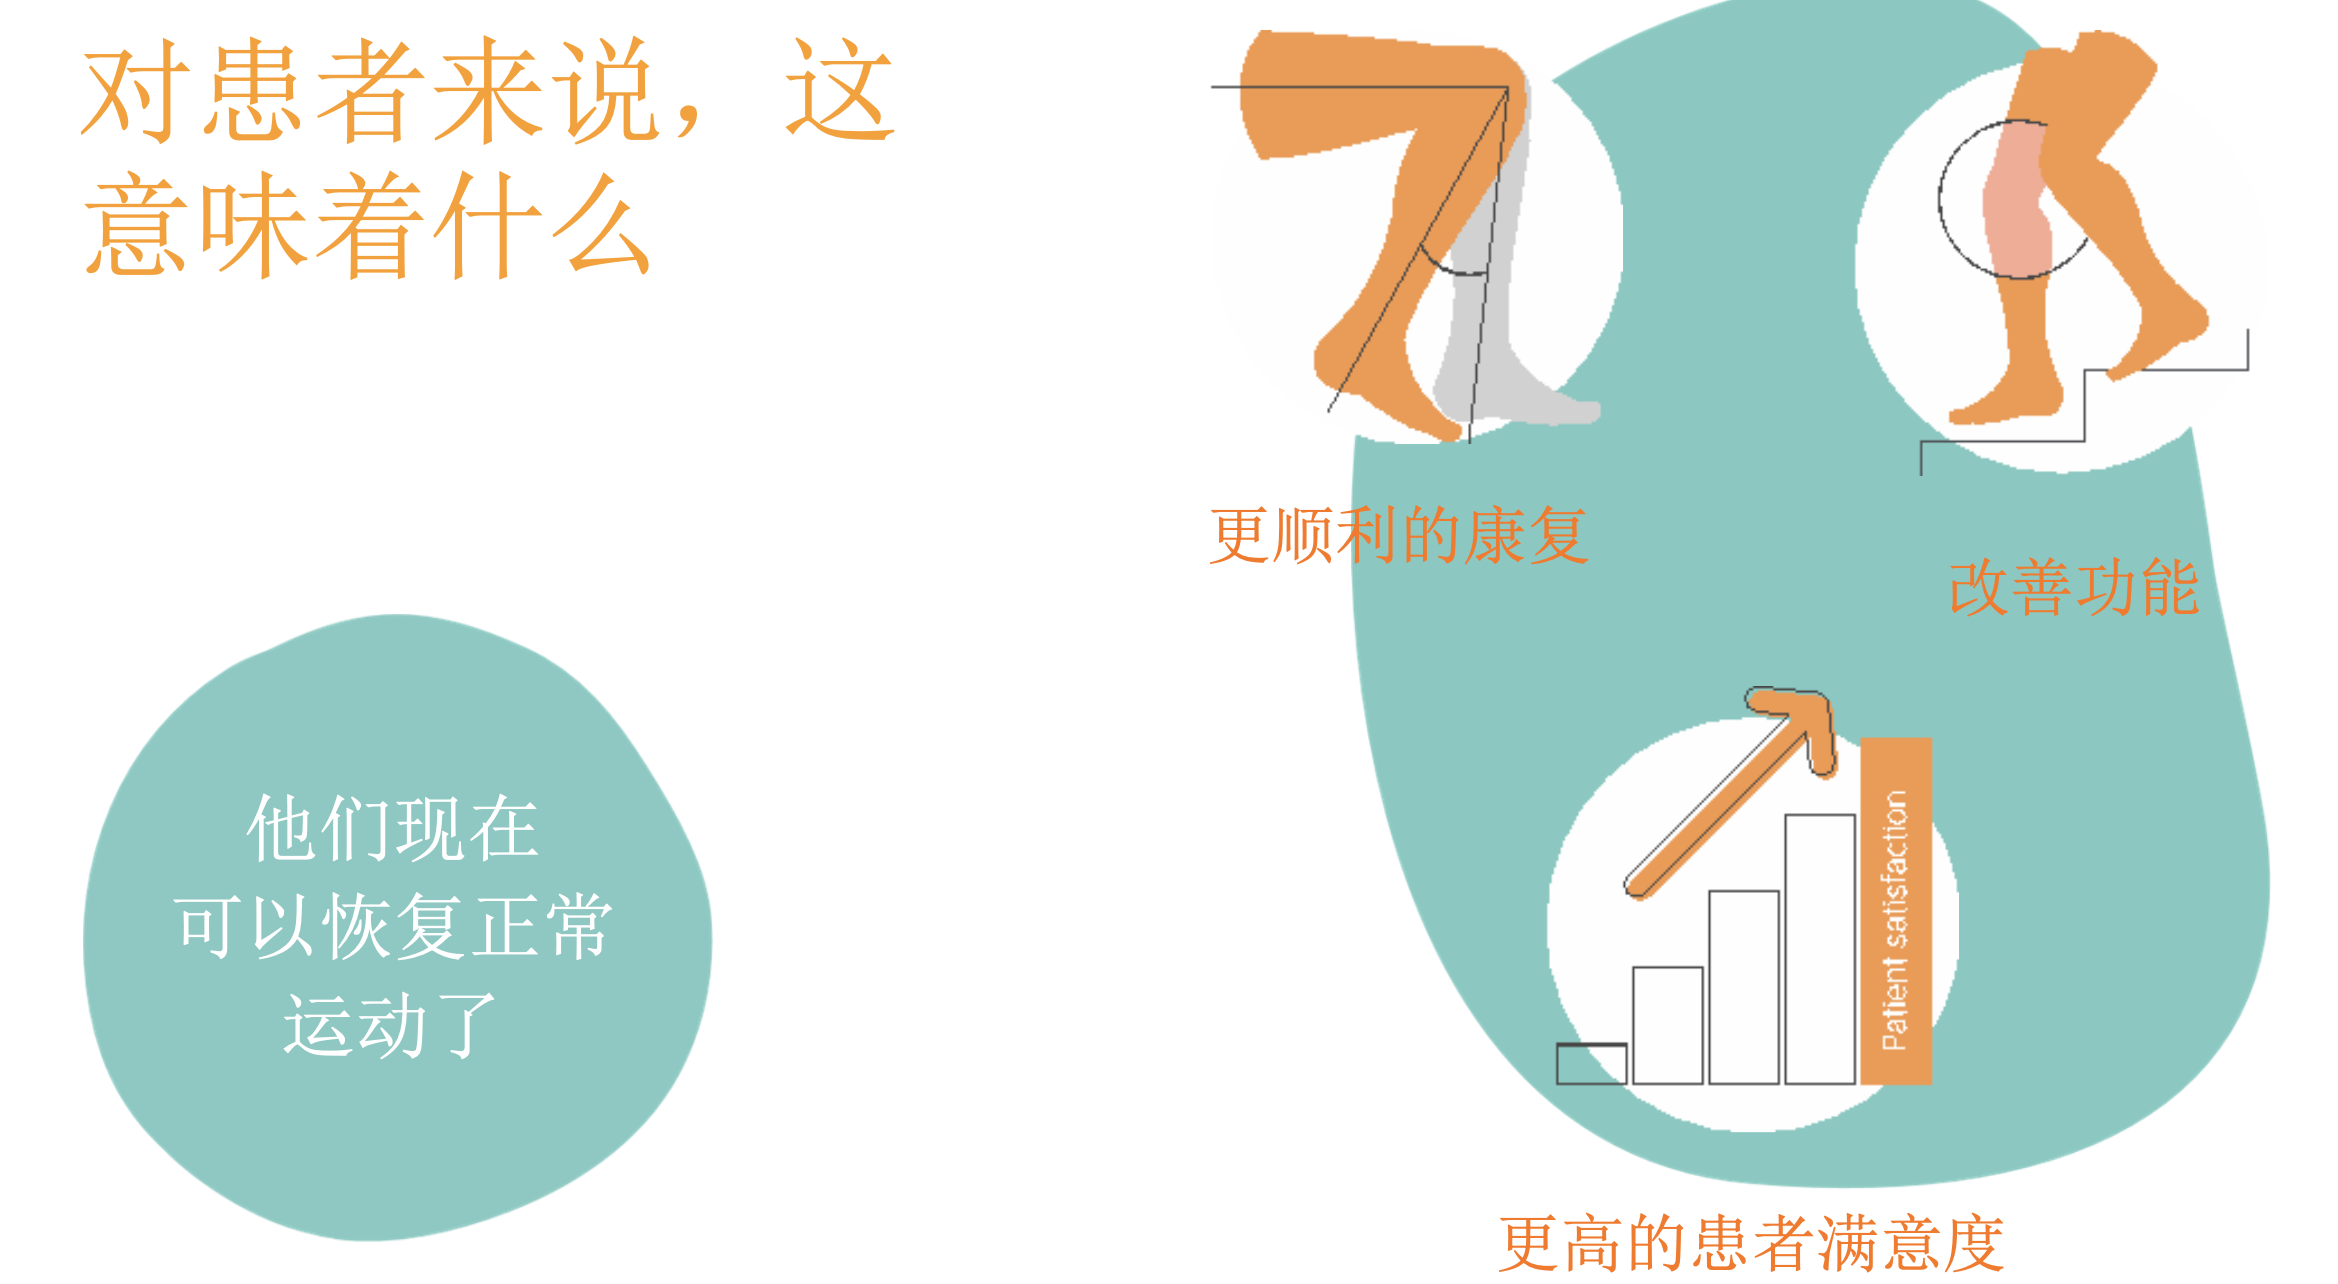 对患者来说，这
意味着什么
更顺利的康复
改善功能
他们现在
可以恢复正常
运动了
Patient satisfaction
更高的患者满意度